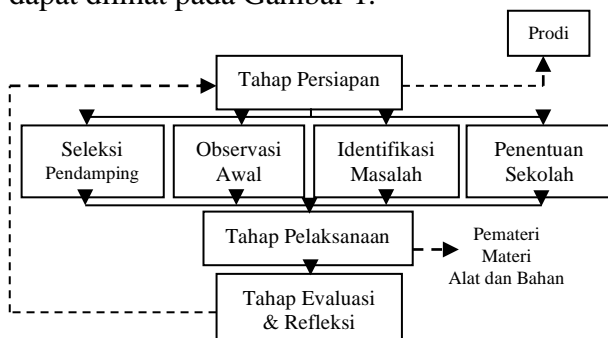 dapat dilihat pada Gambar 1.
Prodi
Tahap Persiapan
Seleksi
Pendamping
Observasi
Awal
Identifikasi
Masalah
Penentuan
Sekolah
Tahap Pelaksanaan
Pemateri
Materi
Alat dan Bahan
Tahap Evaluasi
& Refleksi